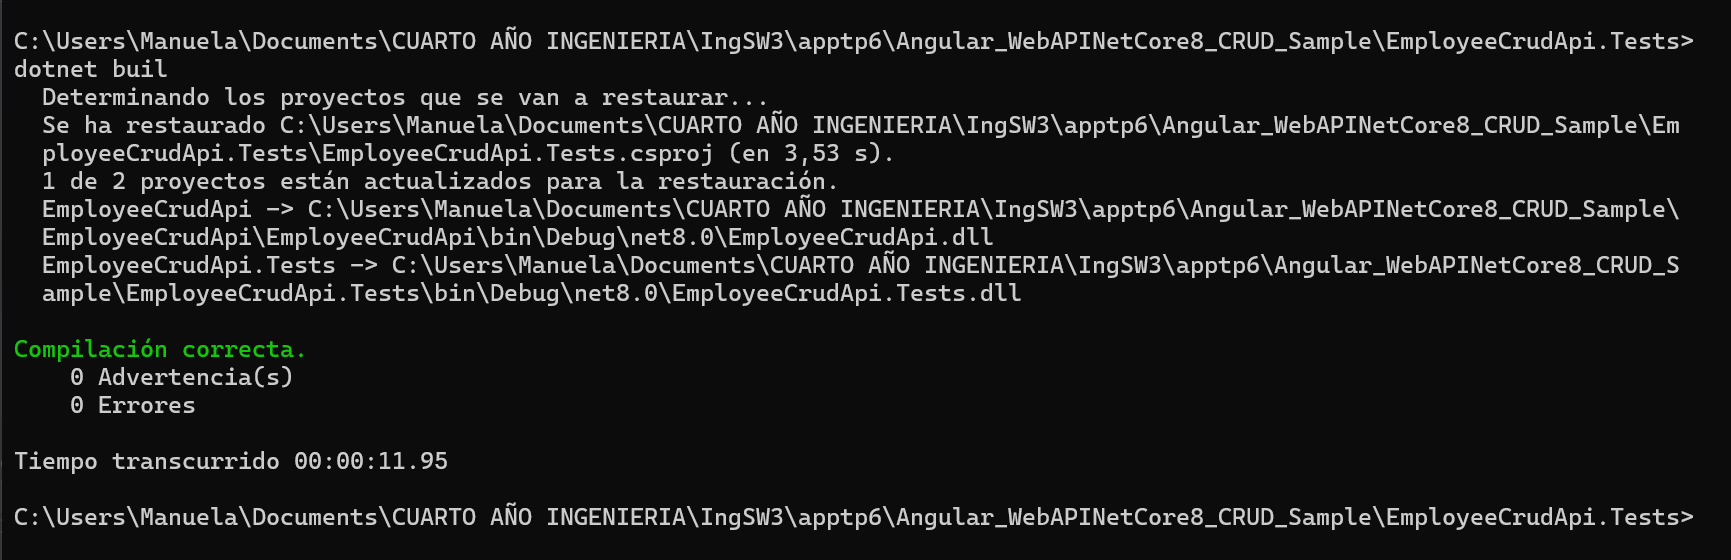 C:\Users\Manuela\Documents\CUARTO AÑO INGENIERIA\IngSW3\apptp6\Angular_WebAPINetCore8_CRUD_Sample\EmployeeCrudApi.Tests>
dotnet buil
Determinando los proyectos que se van a restaurar...
Se ha restaurado C:\Users\Manuela\Documents\CUARTO AÑO INGENIERIA\IngSW3\apptp6\Angular_WebAPINetCore8_CRUD_Sample\Em
ployeeCrudApi.Tests\EmployeeCrudApi.Tests.csproj (en 3,53 s).
1 de 2 proyectos están actualizados para la restauración.
EmployeeCrudApi -> C:\Users\Manuela\Documents\CUARTO AÑO INGENIERIA\IngSW3\apptp6\Angular_WebAPINetCore8_CRUD_Sample\
EmployeeCrudApi\EmployeeCrudApi\bin\Debug\net8.0\EmployeeCrudApi.dll
EmployeeCrudApi.Tests -> C:\Users\Manuela\Documents\CUARTO AÑO INGENIERIA\IngSW3\apptp6\Angular_WebAPINetCore8_CRUD_S
ample\EmployeeCrudApi.Tests\bin\Debug\net8.0\EmployeeCrudApi.Tests.dll
Compilación correcta.
0 Advertencia(s)
0 Errores
Tiempo transcurrido 00:00:11.95
C:\Users\Manuela\Documents\CUARTO AÑO INGENIERIA\IngSW3\apptp6\Angular_WebAPINetCore8_CRUD_Sample\EmployeeCrudApi.Tests>